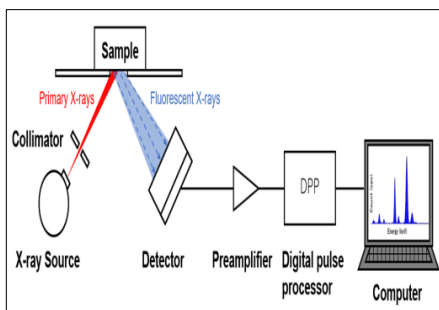 Sample
Primary X-rays
Fluorescent X-rays
Collimator
DPP
X-ray Source
Detector
Preamplifier
Digital pulse
processor
Computer
Energy (keV)